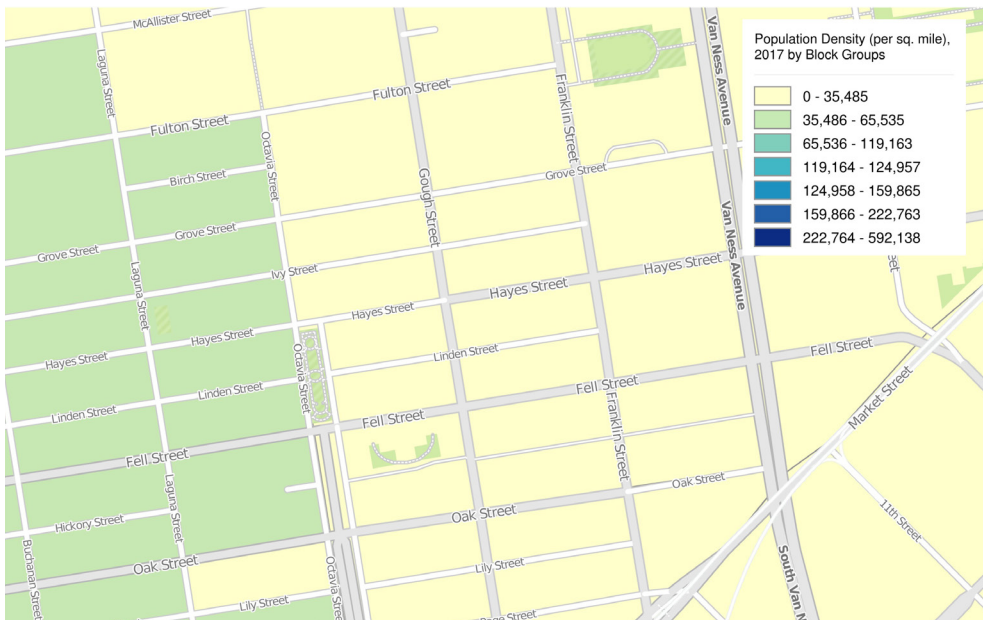 McAllister Street
Laguna Street
Fulton Street
Fulton Street
Franklin Street
Van Ness Avenue
Population Density (per sq. mile),
2017 by Block Groups
0 - 35,485
35,486 - 65,535
65,536 - 119,163
119,164 - 124,957
124,958 - 159,865
159,866 - 222,763
222,764 - 592,138
Octavia Street
Birch Street
Gough Street
Grove Street
Grove Street
Grove Street
Van Ness Avenue
Laguna Street
Ivy Street
Hayes Street
Hayes Street
Hayes Street
Hayes Street
Hayes Street
Octavia Street
Linden Street
Linden Street
Linden Street
Fell Street
Fell Street
Fell Street
Fell Street
Franklin Street
Market Street
Laguna Street
Hickory Street
Oak Street
Oak Street
Oak Street
11th Street
Buchanan Street
Octavia Street
Lily Street
Lily Street
South Van N